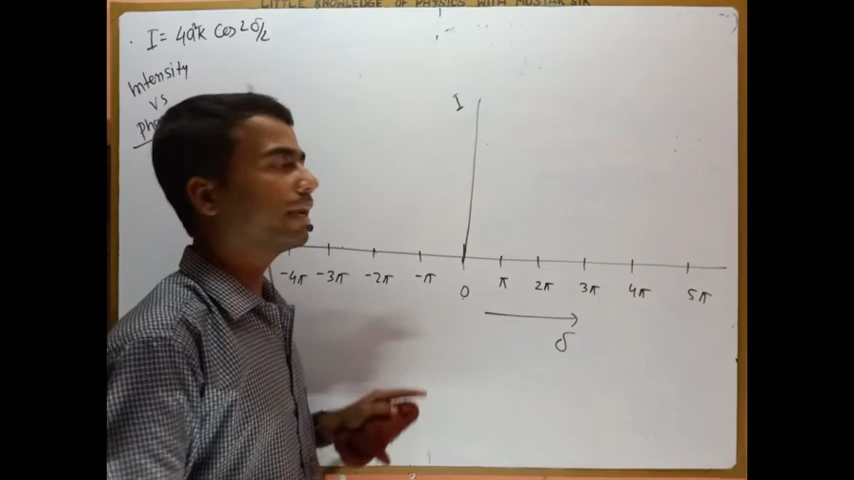 LITTLE KNOWLEDGE OF PHYSICS WITH MUSTAK SIR
I = 4a²k cos² δ/2
Intensity
vs
I
-4π -3π -2π -π 0 π 2π 3π 4π 5π
δ